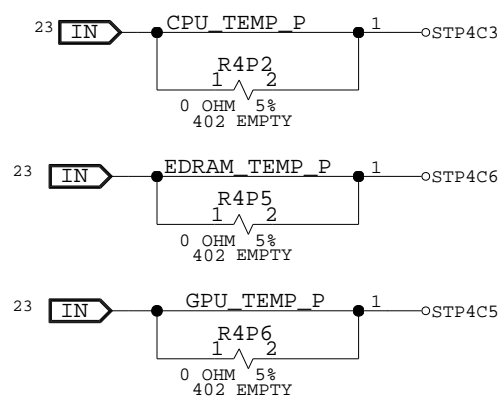 23 IN CPU_TEMP_P 1 STP4C3
R4P2
1 2
0 OHM 5%
402 EMPTY
23 IN EDRAM_TEMP_P 1 STP4C6
R4P5
1 2
0 OHM 5%
402 EMPTY
23 IN GPU_TEMP_P 1 STP4C5
R4P6
1 2
0 OHM 5%
402 EMPTY